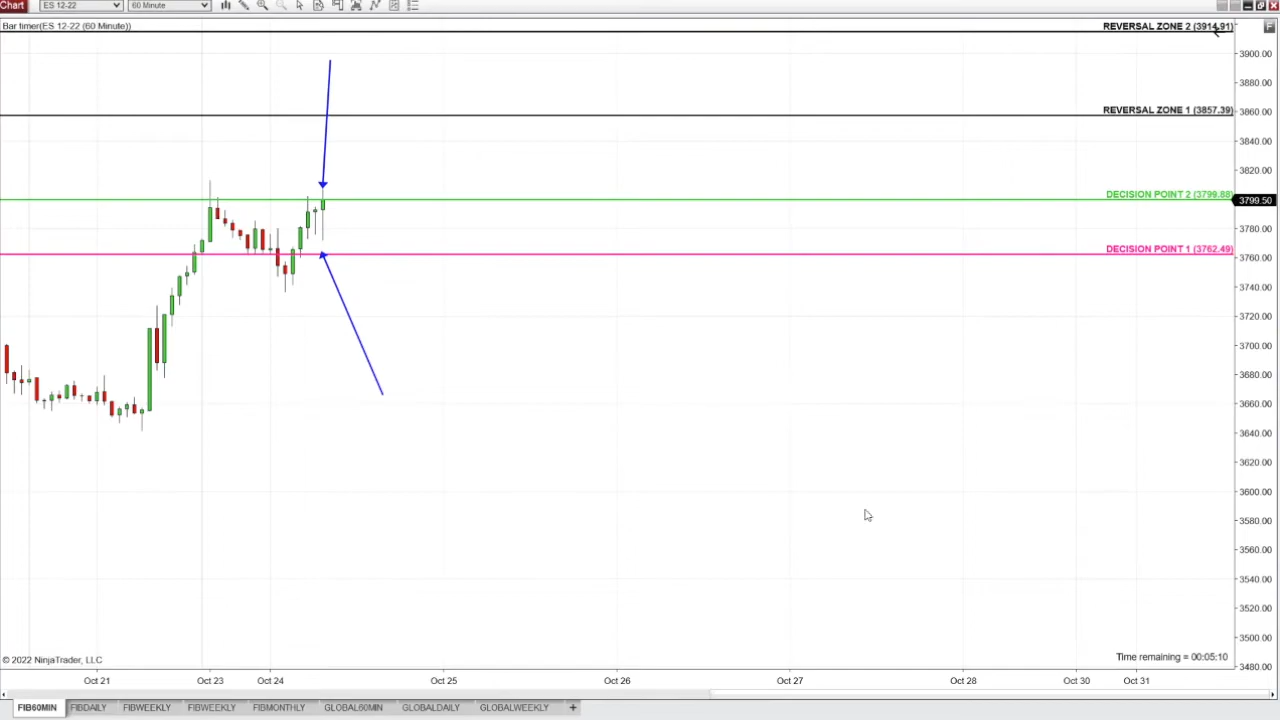 Chart ES 12-22 60 Minute
Bar timer(ES 12-22 (60 Minute))
REVERSAL ZONE 2 (3914.91)
3900.00
3880.00
REVERSAL ZONE 1 (3857.39)
3860.00
3840.00
3820.00
DECISION POINT 2 (3799.88)
3799.50
3780.00
DECISION POINT 1 (3762.49)
3760.00
3740.00
3720.00
3700.00
3680.00
3660.00
3640.00
3620.00
3600.00
3580.00
3560.00
3540.00
3520.00
3500.00
3480.00
© 2022 NinjaTrader, LLC
Time remaining = 00:05:10
Oct 21 Oct 23 Oct 24 Oct 25 Oct 26 Oct 27 Oct 28 Oct 30 Oct 31
FIB60MIN FIBDAILY FIBWEEKLY FIBWEEKLY FIBMONTHLY GLOBAL60MIN GLOBALDAILY GLOBALWEEKLY +
F